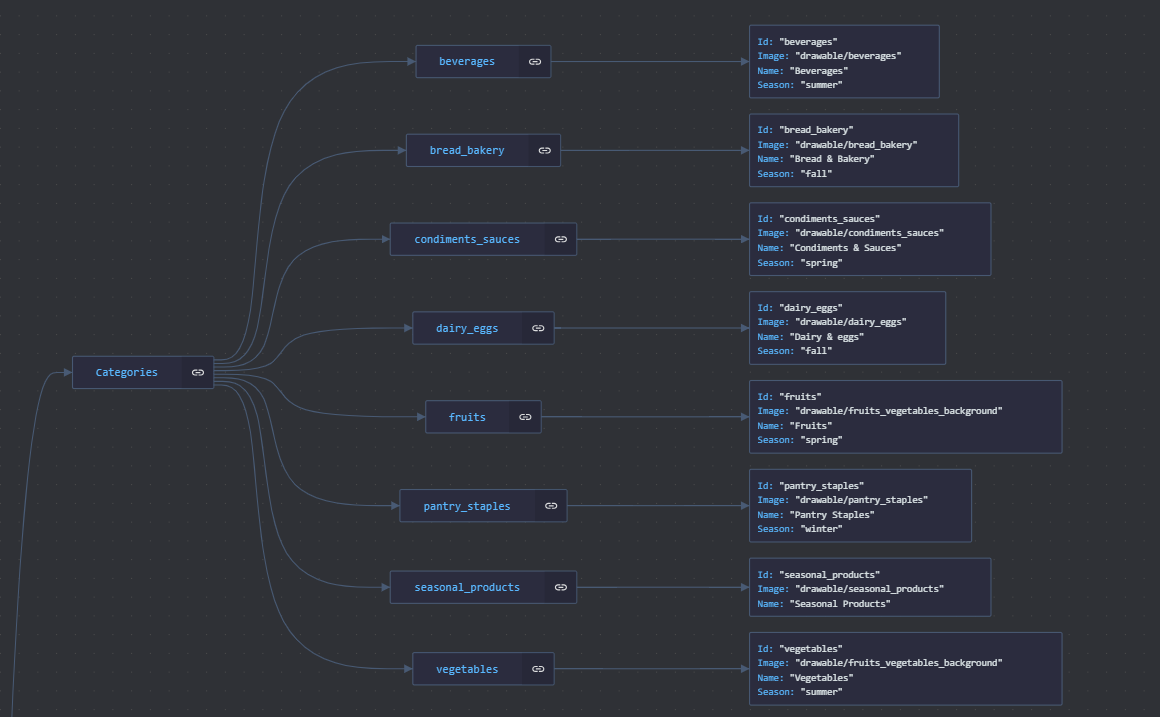 Categories
beverages
Id: "beverages"
Image: "drawable/beverages"
Name: "Beverages"
Season: "summer"
bread_bakery
Id: "bread_bakery"
Image: "drawable/bread_bakery"
Name: "Bread & Bakery"
Season: "fall"
condiments_sauces
Id: "condiments_sauces"
Image: "drawable/condiments_sauces"
Name: "Condiments & Sauces"
Season: "spring"
dairy_eggs
Id: "dairy_eggs"
Image: "drawable/dairy_eggs"
Name: "Dairy & eggs"
Season: "fall"
fruits
Id: "fruits"
Image: "drawable/fruits_vegetables_background"
Name: "Fruits"
Season: "spring"
pantry_staples
Id: "pantry_staples"
Image: "drawable/pantry_staples"
Name: "Pantry Staples"
Season: "winter"
seasonal_products
Id: "seasonal_products"
Image: "drawable/seasonal_products"
Name: "Seasonal Products"
vegetables
Id: "vegetables"
Image: "drawable/fruits_vegetables_background"
Name: "Vegetables"
Season: "summer"